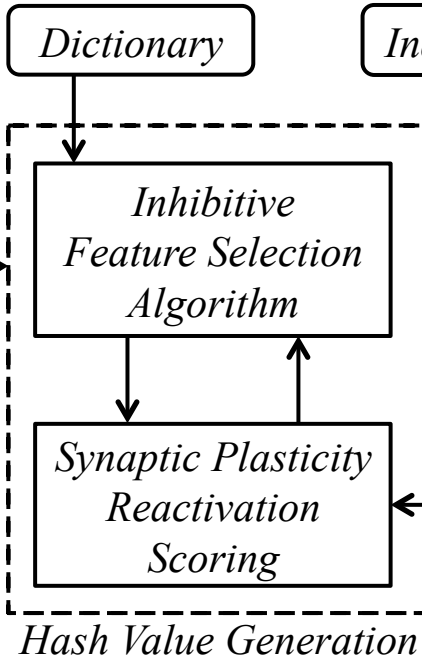 Dictionary
Inhibitive
Feature Selection
Algorithm
Synaptic Plasticity
Reactivation
Scoring
Hash Value Generation